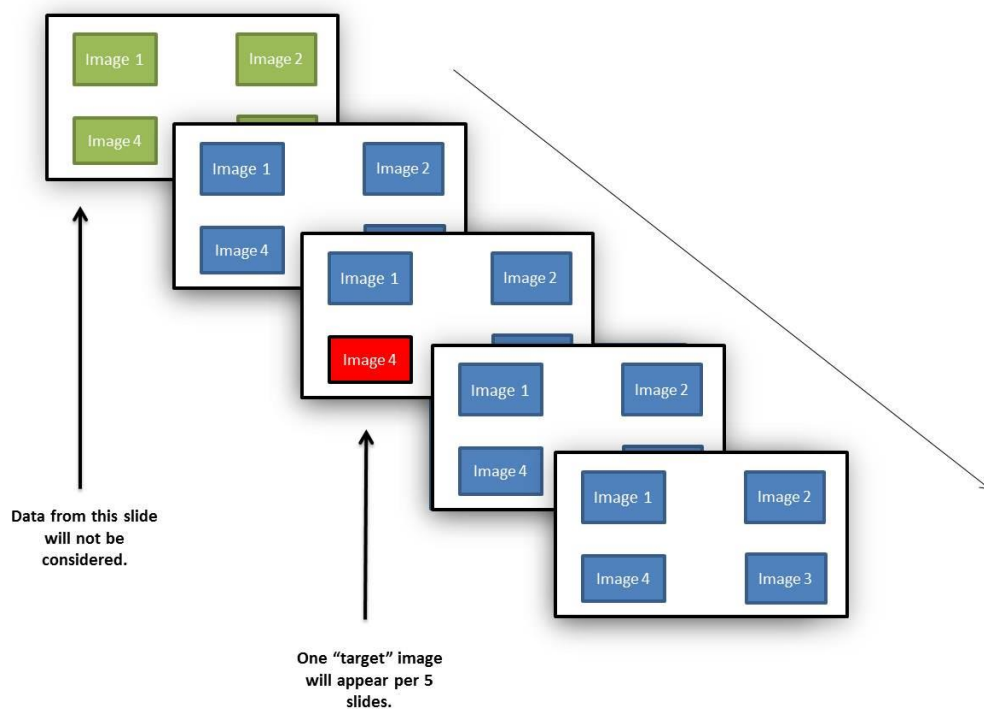 Image 1
Image 2
Image 4
Image 1
Image 2
Image 4
Image 1
Image 2
Image 4
Image 1
Image 2
Image 4
Image 1
Image 2
Image 4
Image 3
Data from this slide
will not be
considered.
One “target” image
will appear per 5
slides.